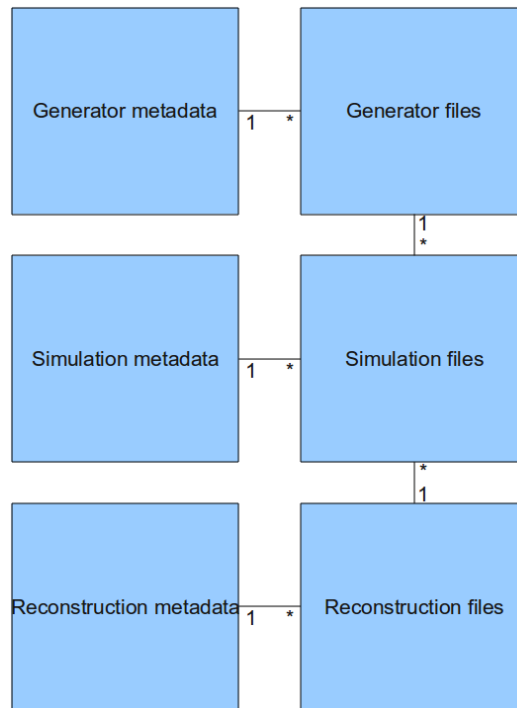 Generator metadata
1
*
Generator files
1
*
Simulation metadata
1
*
Simulation files
*
1
Reconstruction metadata
1
*
Reconstruction files